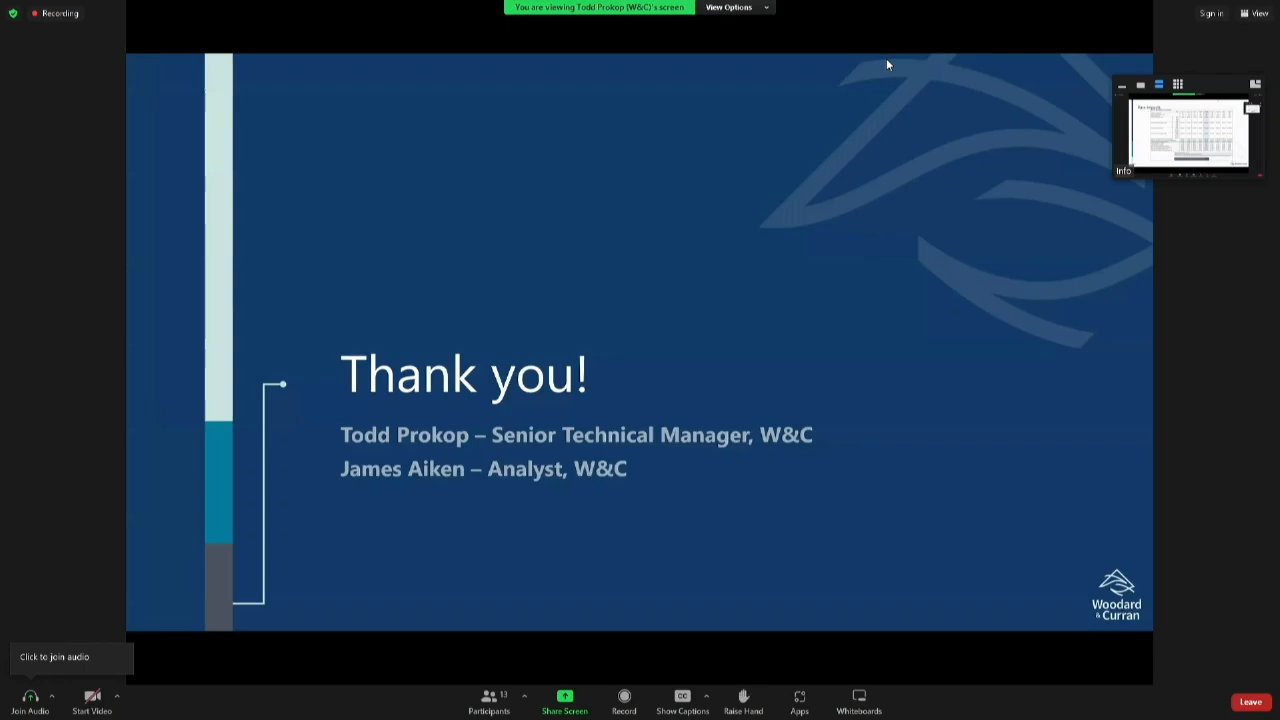 Recording
You are viewing Todd Prokop (W&C)'s screen
View Options
Sign in
View
Info
Thank you!
Todd Prokop – Senior Technical Manager, W&C
James Aiken – Analyst, W&C
Woodard
& Curran
Click to join audio
Join Audio
Start Video
Participants
13
Share Screen
Record
CC
Show Captions
Raise Hand
Apps
Whiteboards
Leave